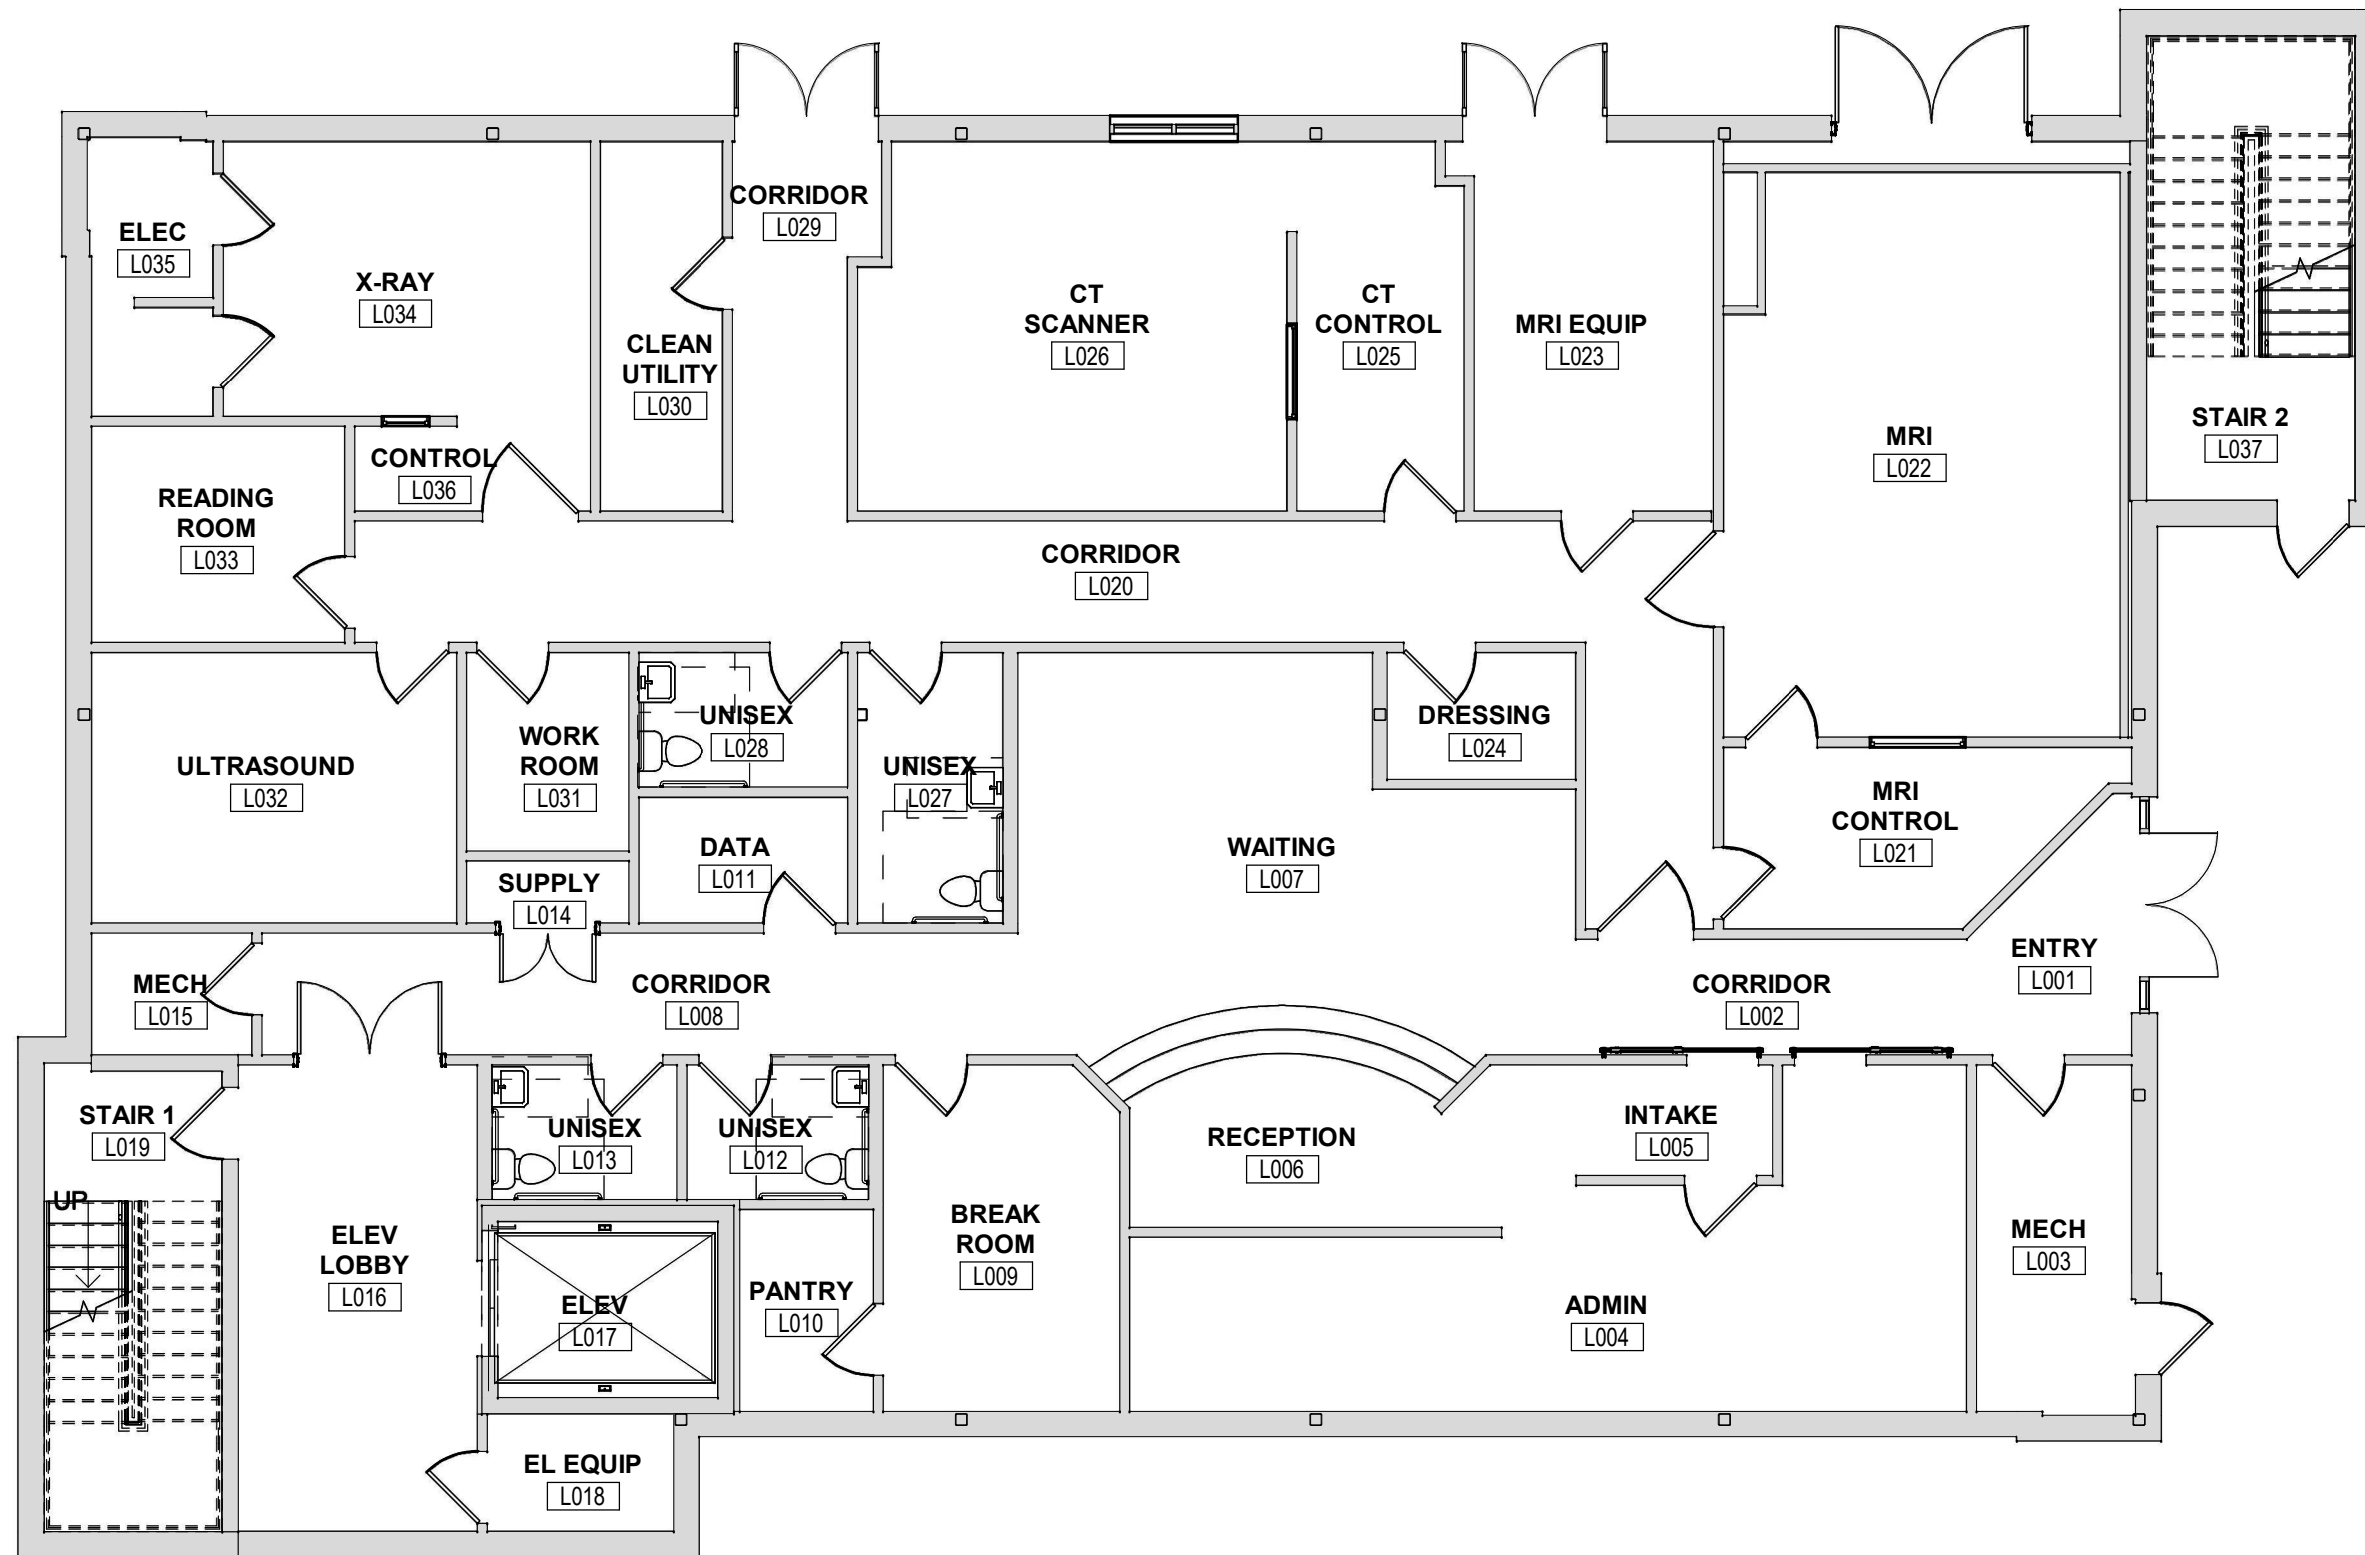 CORRIDOR
L029
ELEC
L035
X-RAY
L034
CLEAN
UTILITY
L030
CT
SCANNER
L026
CT
CONTROL
L025
MRI EQUIP
L023
MRI
L022
STAIR 2
L037
CONTROL
L036
READING
ROOM
L033
CORRIDOR
L020
ULTRASOUND
L032
WORK
ROOM
L031
UNISEX
L028
UNISEX
L027
DRESSING
L024
WAITING
L007
MRI
CONTROL
L021
DATA
L011
SUPPLY
L014
MECH
L015
CORRIDOR
L008
CORRIDOR
L002
ENTRY
L001
STAIR 1
L019
UP
UNISEX
L013
UNISEX
L012
RECEPTION
L006
INTAKE
L005
ELEV
LOBBY
L016
ELEV
L017
PANTRY
L010
BREAK
ROOM
L009
ADMIN
L004
MECH
L003
EL EQUIP
L018